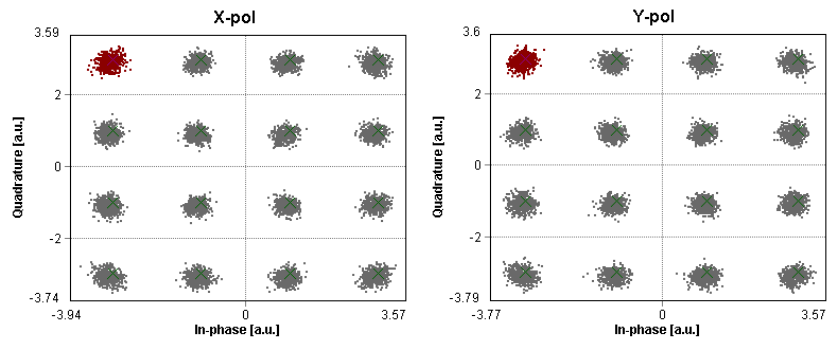 X-pol
3.59
2
0
-2
-3.74
Quadrature [a.u.]
-3.94
0
3.57
In-phase [a.u.]
Y-pol
3.6
2
0
-2
-3.79
Quadrature [a.u.]
-3.77
0
3.57
In-phase [a.u.]